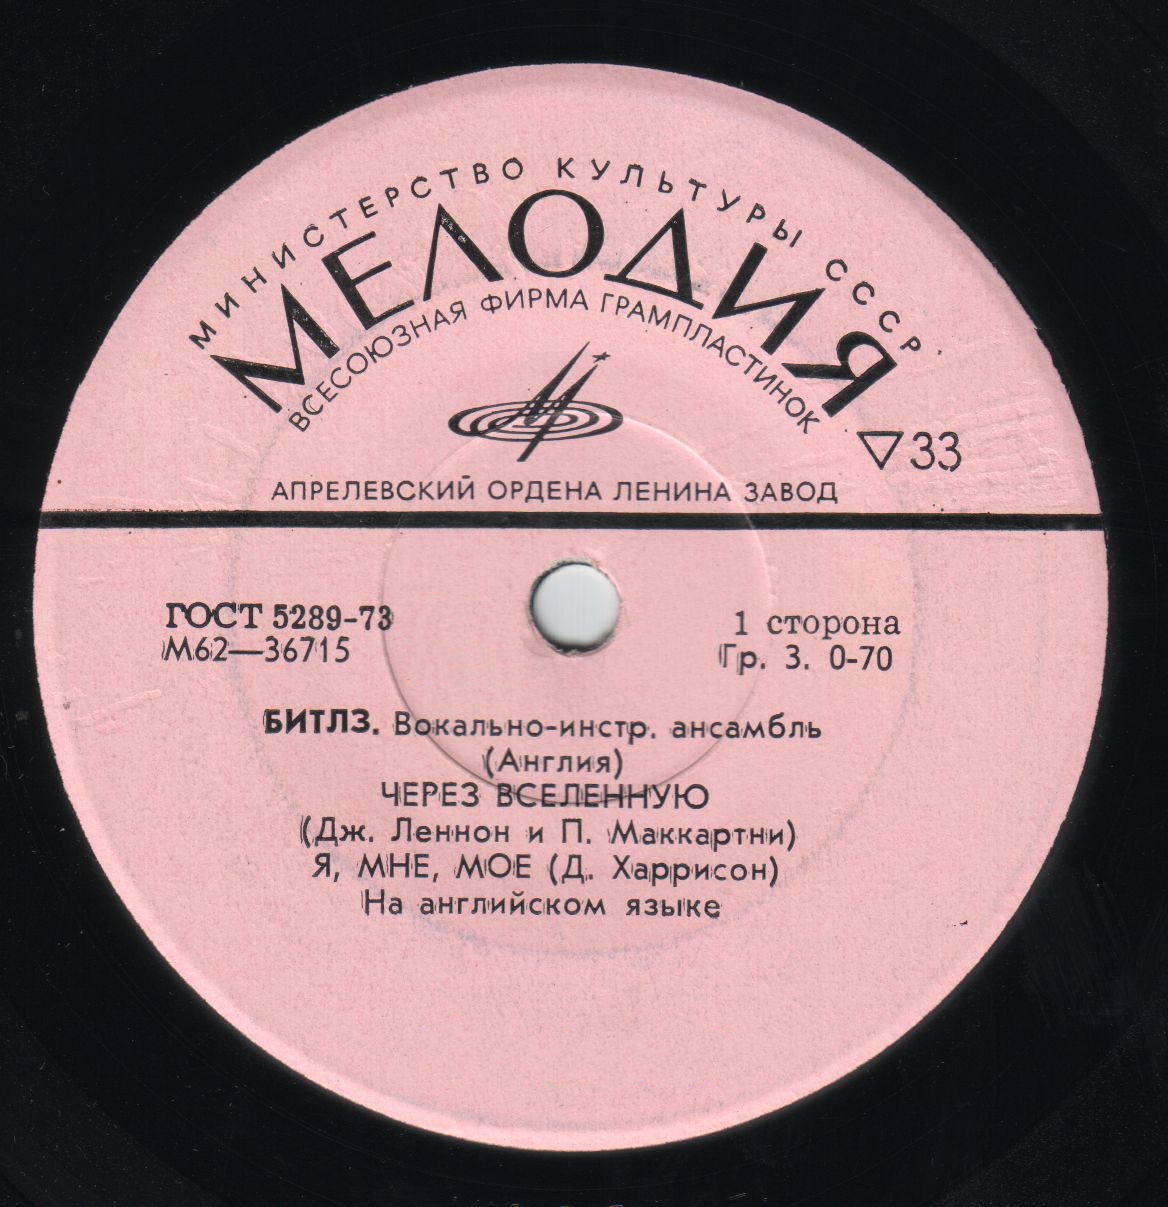 МИНИСТЕРСТВО КУЛЬТУРЫ СССР
МЕЛОДИЯ
ВСЕСОЮЗНАЯ ФИРМА ГРАМПЛАСТИНОК
33
АПРЕЛЕВСКИЙ ОРДЕНА ЛЕНИНА ЗАВОД
ГОСТ 5289-73
М62—36715
1 сторона
Гр. 3. 0-70
БИТЛЗ. Вокально-инстр. ансамбль
(Англия)
ЧЕРЕЗ ВСЕЛЕННУЮ
(Дж. Леннон и П. Маккартни)
Я, МНЕ, МОЕ (Д. Харрисон)
На английском языке